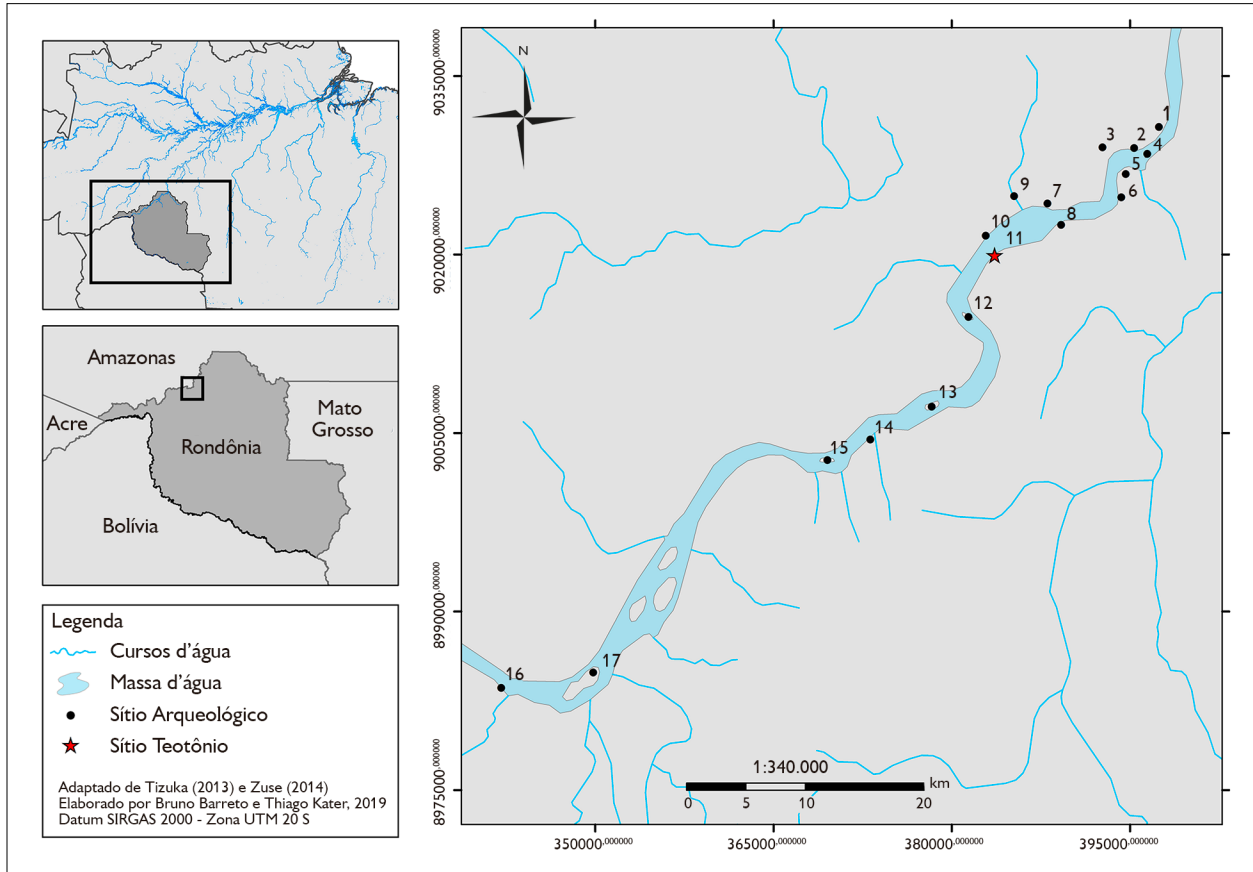 Amazonas
Acre
Rondônia
Mato
Grosso
Bolívia
Legenda
Cursos d'água
Massa d'água
Sítio Arqueológico
Sítio Teotônio
Adaptado de Tizuka (2013) e Zuse (2014)
Elaborado por Bruno Barreto e Thiago Kater, 2019
Datum SIRGAS 2000 - Zona UTM 20 S
N
1
2
3
4
5
6
7
8
9
10
11
12
13
14
15
16
17
1:340.000
km
0 5 10 20
9035000,000000
9020000,000000
9005000,000000
8990000,000000
8975000,000000
350000,000000 365000,000000 380000,000000 395000,000000